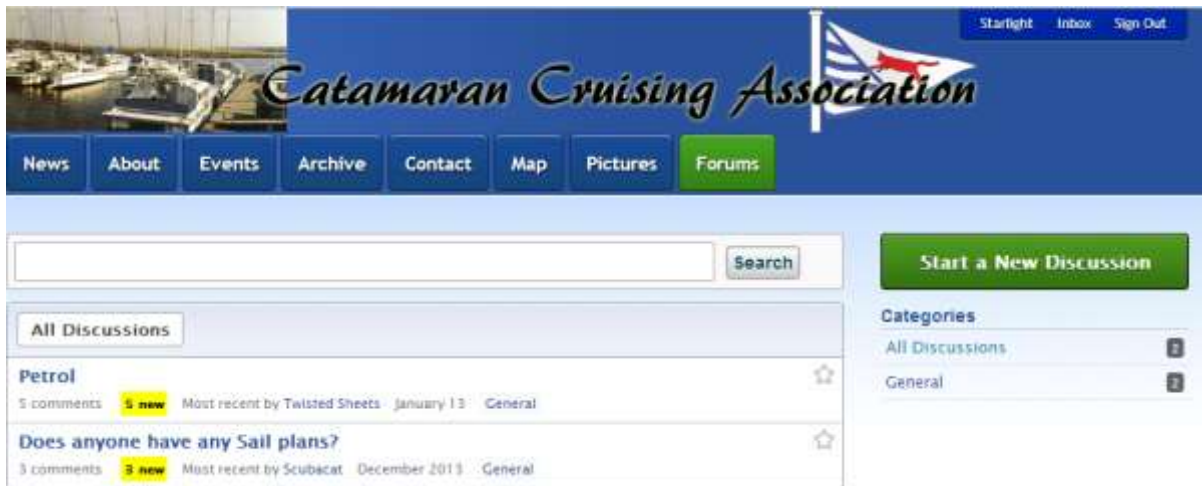 Starlight Inbox Sign Out
Catamaran Cruising Association
News About Events Archive Contact Map Pictures Forums
Search
Start a New Discussion
All Discussions
Categories
All Discussions 2
General 2
Petrol
5 comments 5 new Most recent by Twisted Sheets January 13 General
Does anyone have any Sail plans?
3 comments 3 new Most recent by Scubacat December 2013 General